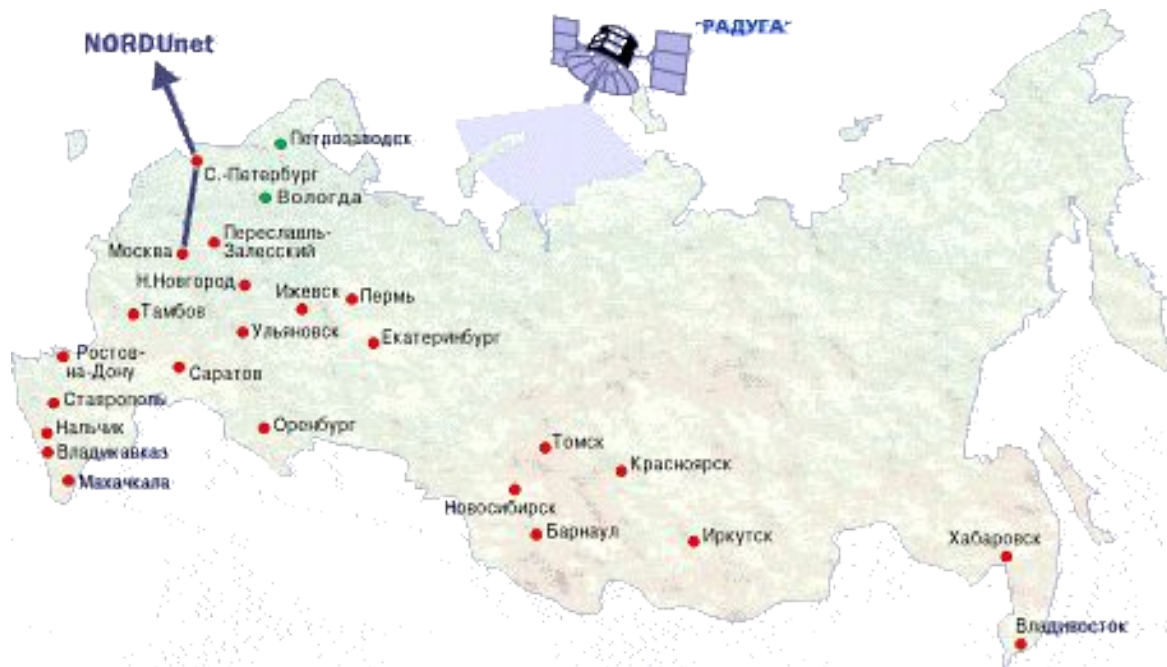 "РАДУГА"
NORDUnet
Петрозаводск
С.-Петербург
Вологда
Переславль-
Залесский
Москва
Н.Новгород
Ижевск
Пермь
Тамбов
Ульяновск
Екатеринбург
Ростов-
на-Дону
Саратов
Ставрополь
Нальчик
Оренбург
Владикавказ
Томск
Красноярск
Махачкала
Новосибирск
Барнаул
Иркутск
Хабаровск
Владивосток